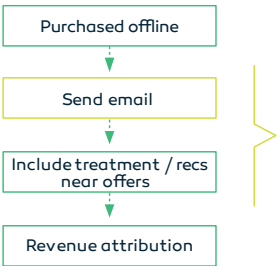 Purchased offline
Send email
Include treatment / recs
near offers
Revenue attribution